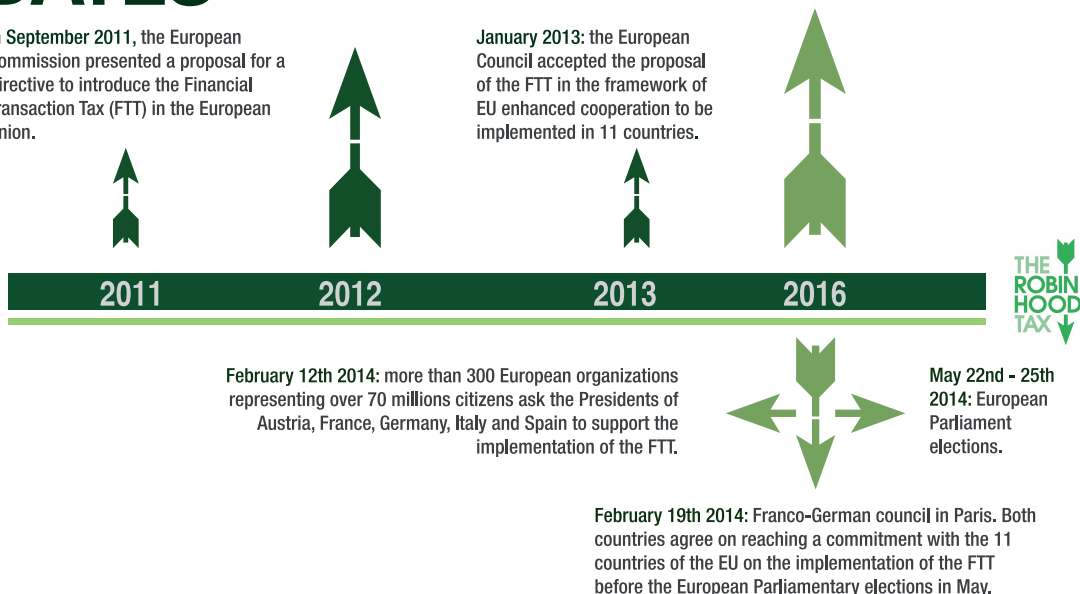 DATES
September 2011, the European
ommission presented a proposal for a
irective to introduce the Financial
ransaction Tax (FTT) in the European
nion.
January 2013: the European
Council accepted the proposal
of the FTT in the framework of
EU enhanced cooperation to be
implemented in 11 countries.
2011
2012
2013
2016
THE
ROBIN
HOOD
TAX
February 12th 2014: more than 300 European organizations
representing over 70 millions citizens ask the Presidents of
Austria, France, Germany, Italy and Spain to support the
implementation of the FTT.
May 22nd - 25th
2014: European
Parliament
elections.
February 19th 2014: Franco-German council in Paris. Both
countries agree on reaching a commitment with the 11
countries of the EU on the implementation of the FTT
before the European Parliamentary elections in May.